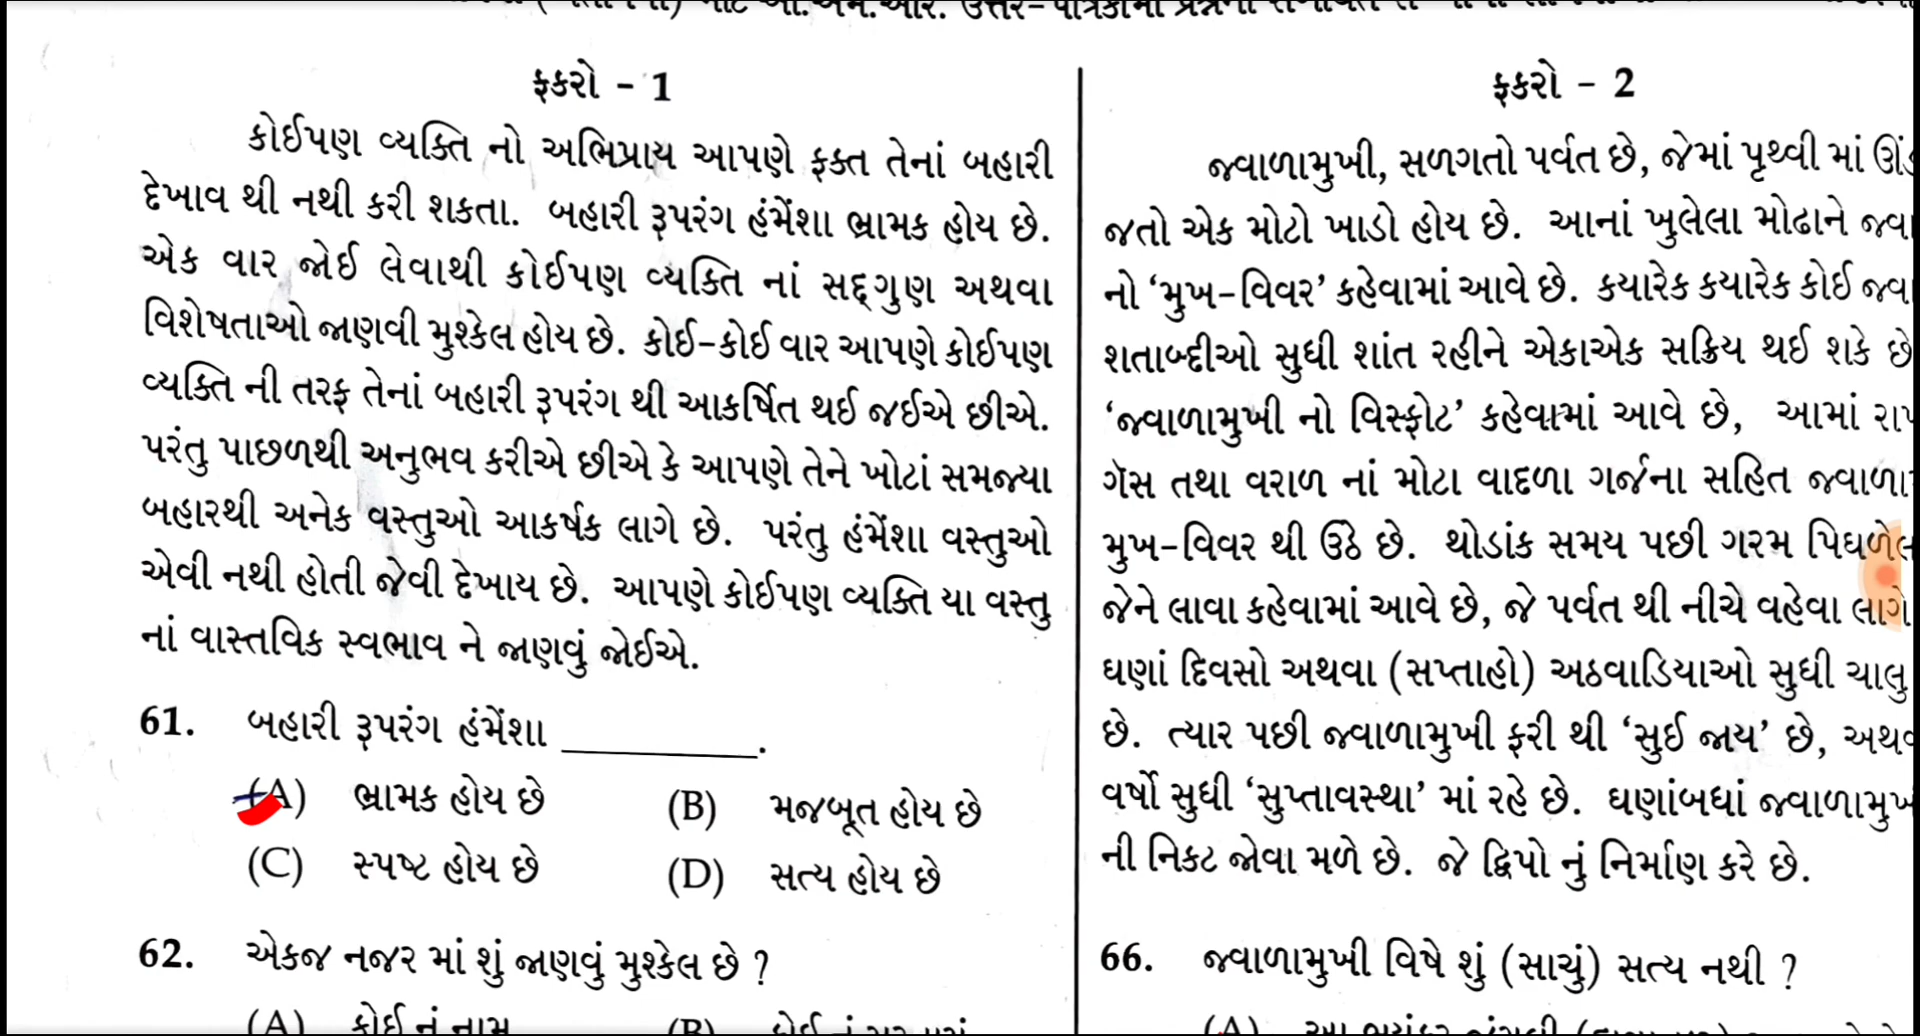 ફકરો - 1
કોઈપણ વ્યક્તિ નો અભિપ્રાય આપણે ફક્ત તેનાં બહારી
દેખાવ થી નથી કરી શકતા. બહારી રૂપરંગ હંમેંશા ભ્રામક હોય છે.
એક વાર જોઈ લેવાથી કોઈપણ વ્યક્તિ નાં સદ્દગુણ અથવા
વિશેષતાઓ જાણવી મુશ્કેલ હોય છે. કોઈ-કોઈ વાર આપણે કોઈપણ
વ્યક્તિ ની તરફ તેનાં બહારી રૂપરંગ થી આકર્ષિત થઈ જઈએ છીએ.
પરંતુ પાછળથી અનુભવ કરીએ છીએ કે આપણે તેને ખોટાં સમજ્યા
બહારથી અનેક વસ્તુઓ આકર્ષક લાગે છે. પરંતુ હંમેંશા વસ્તુઓ
એવી નથી હોતી જેવી દેખાય છે. આપણે કોઈપણ વ્યક્તિ યા વસ્તુ
નાં વાસ્તવિક સ્વભાવ ને જાણવું જોઈએ.
61. બહારી રૂપરંગ હંમેંશા ____________.
(A) ભ્રામક હોય છે (B) મજબૂત હોય છે
(C) સ્પષ્ટ હોય છે (D) સત્ય હોય છે
62. એકજ નજર માં શું જાણવું મુશ્કેલ છે ?
(A) કોઈ નું નામ (B)
ફકરો - 2
જ્વાળામુખી, સળગતો પર્વત છે, જેમાં પૃથ્વી માં
જતો એક મોટો ખાડો હોય છે. આનાં ખુલેલા મોઢાને
નો ‘મુખ-વિવર’ કહેવામાં આવે છે. કયારેક કયારેક કોઈ
શતાબ્દીઓ સુધી શાંત રહીને એકાએક સક્રિય થઈ શકે છે
‘જ્વાળામુખી નો વિસ્ફોટ’ કહેવામાં આવે છે, આમાં
ગૅસ તથા વરાળ નાં મોટા વાદળા ગર્જના સહિત
મુખ-વિવર થી ઉઠે છે. થોડાંક સમય પછી ગરમ
જેને લાવા કહેવામાં આવે છે, જે પર્વત થી નીચે વહેવા લાગે
ઘણાં દિવસો અથવા (સપ્તાહો) અઠવાડિયાઓ સુધી ચાલુ
છે. ત્યાર પછી જ્વાળામુખી ફરી થી ‘સુઈ જાય’ છે,
વર્ષો સુધી ‘સુપ્તાવસ્થા’ માં રહે છે. ઘણાંબધાં
ની નિકટ જોવા મળે છે. જે દ્વિપો નું નિર્માણ કરે છે.
66. જ્વાળામુખી વિષે શું (સાચું) સત્ય નથી ?
(A)